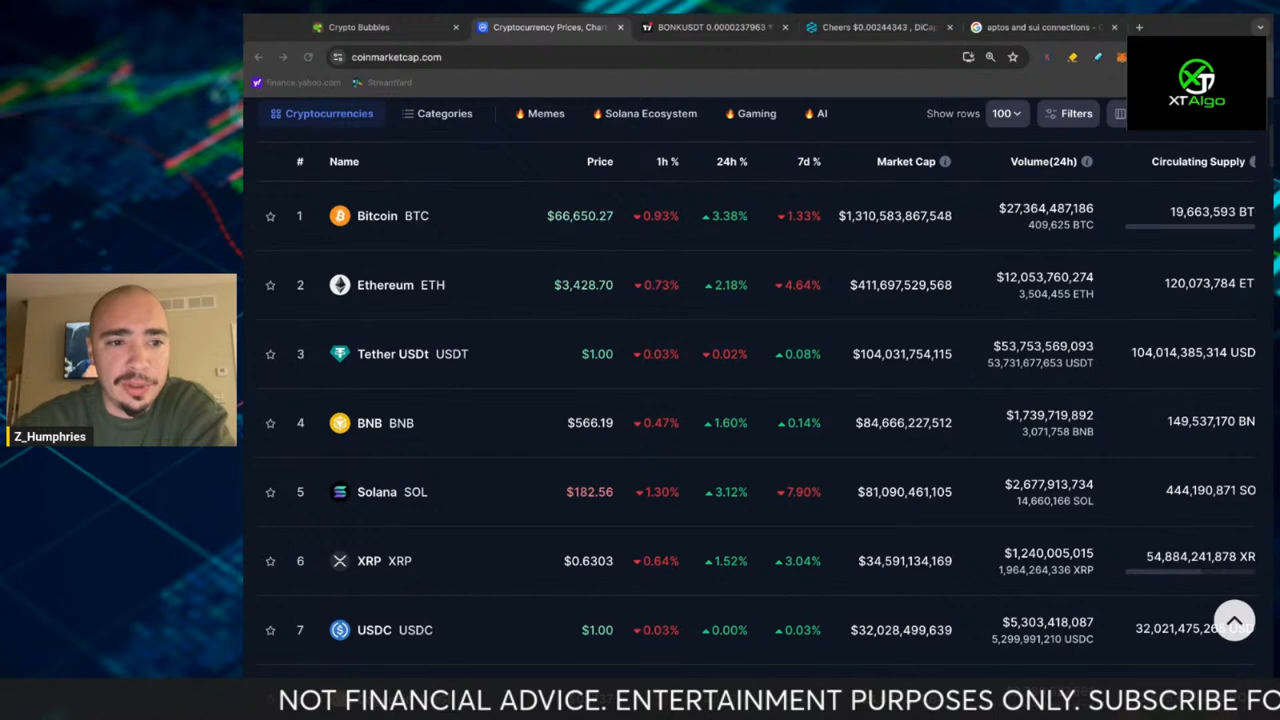 Crypto Bubbles
Cryptocurrency Prices, Chart
BONKUSDT 0.0000237963
Cheers $0.00244343 , DiCap
aptos and sui connections -
coinmarketcap.com
finance.yahoo.com
StreamYard
XTAlgo
Cryptocurrencies
Categories
Memes
Solana Ecosystem
Gaming
AI
Show rows
100
Filters
# Name Price 1h % 24h % 7d % Market Cap Volume(24h) Circulating Supply
1 Bitcoin BTC $66,650.27 0.93% 3.38% 1.33% $1,310,583,867,548 $27,364,487,186 19,663,593 BT
409,625 BTC
2 Ethereum ETH $3,428.70 0.73% 2.18% 4.64% $411,697,529,568 $12,053,760,274 120,073,784 ET
3,504,455 ETH
3 Tether USDt USDT $1.00 0.03% 0.02% 0.08% $104,031,754,115 $53,753,569,093 104,014,385,314 USD
53,731,677,653 USDT
4 BNB BNB $566.19 0.47% 1.60% 0.14% $84,666,227,512 $1,739,719,892 149,537,170 BN
3,071,758 BNB
5 Solana SOL $182.56 1.30% 3.12% 7.90% $81,090,461,105 $2,677,913,734 444,190,871 SO
14,660,166 SOL
6 XRP XRP $0.6303 0.64% 1.52% 3.04% $34,591,134,169 $1,240,005,015 54,884,241,878 XR
1,964,264,336 XRP
7 USDC USDC $1.00 0.03% 0.00% 0.03% $32,028,499,639 $5,303,418,087 32,021,475,265 USD
5,299,991,210 USDC
Z_Humphries
NOT FINANCIAL ADVICE. ENTERTAINMENT PURPOSES ONLY. SUBSCRIBE FO